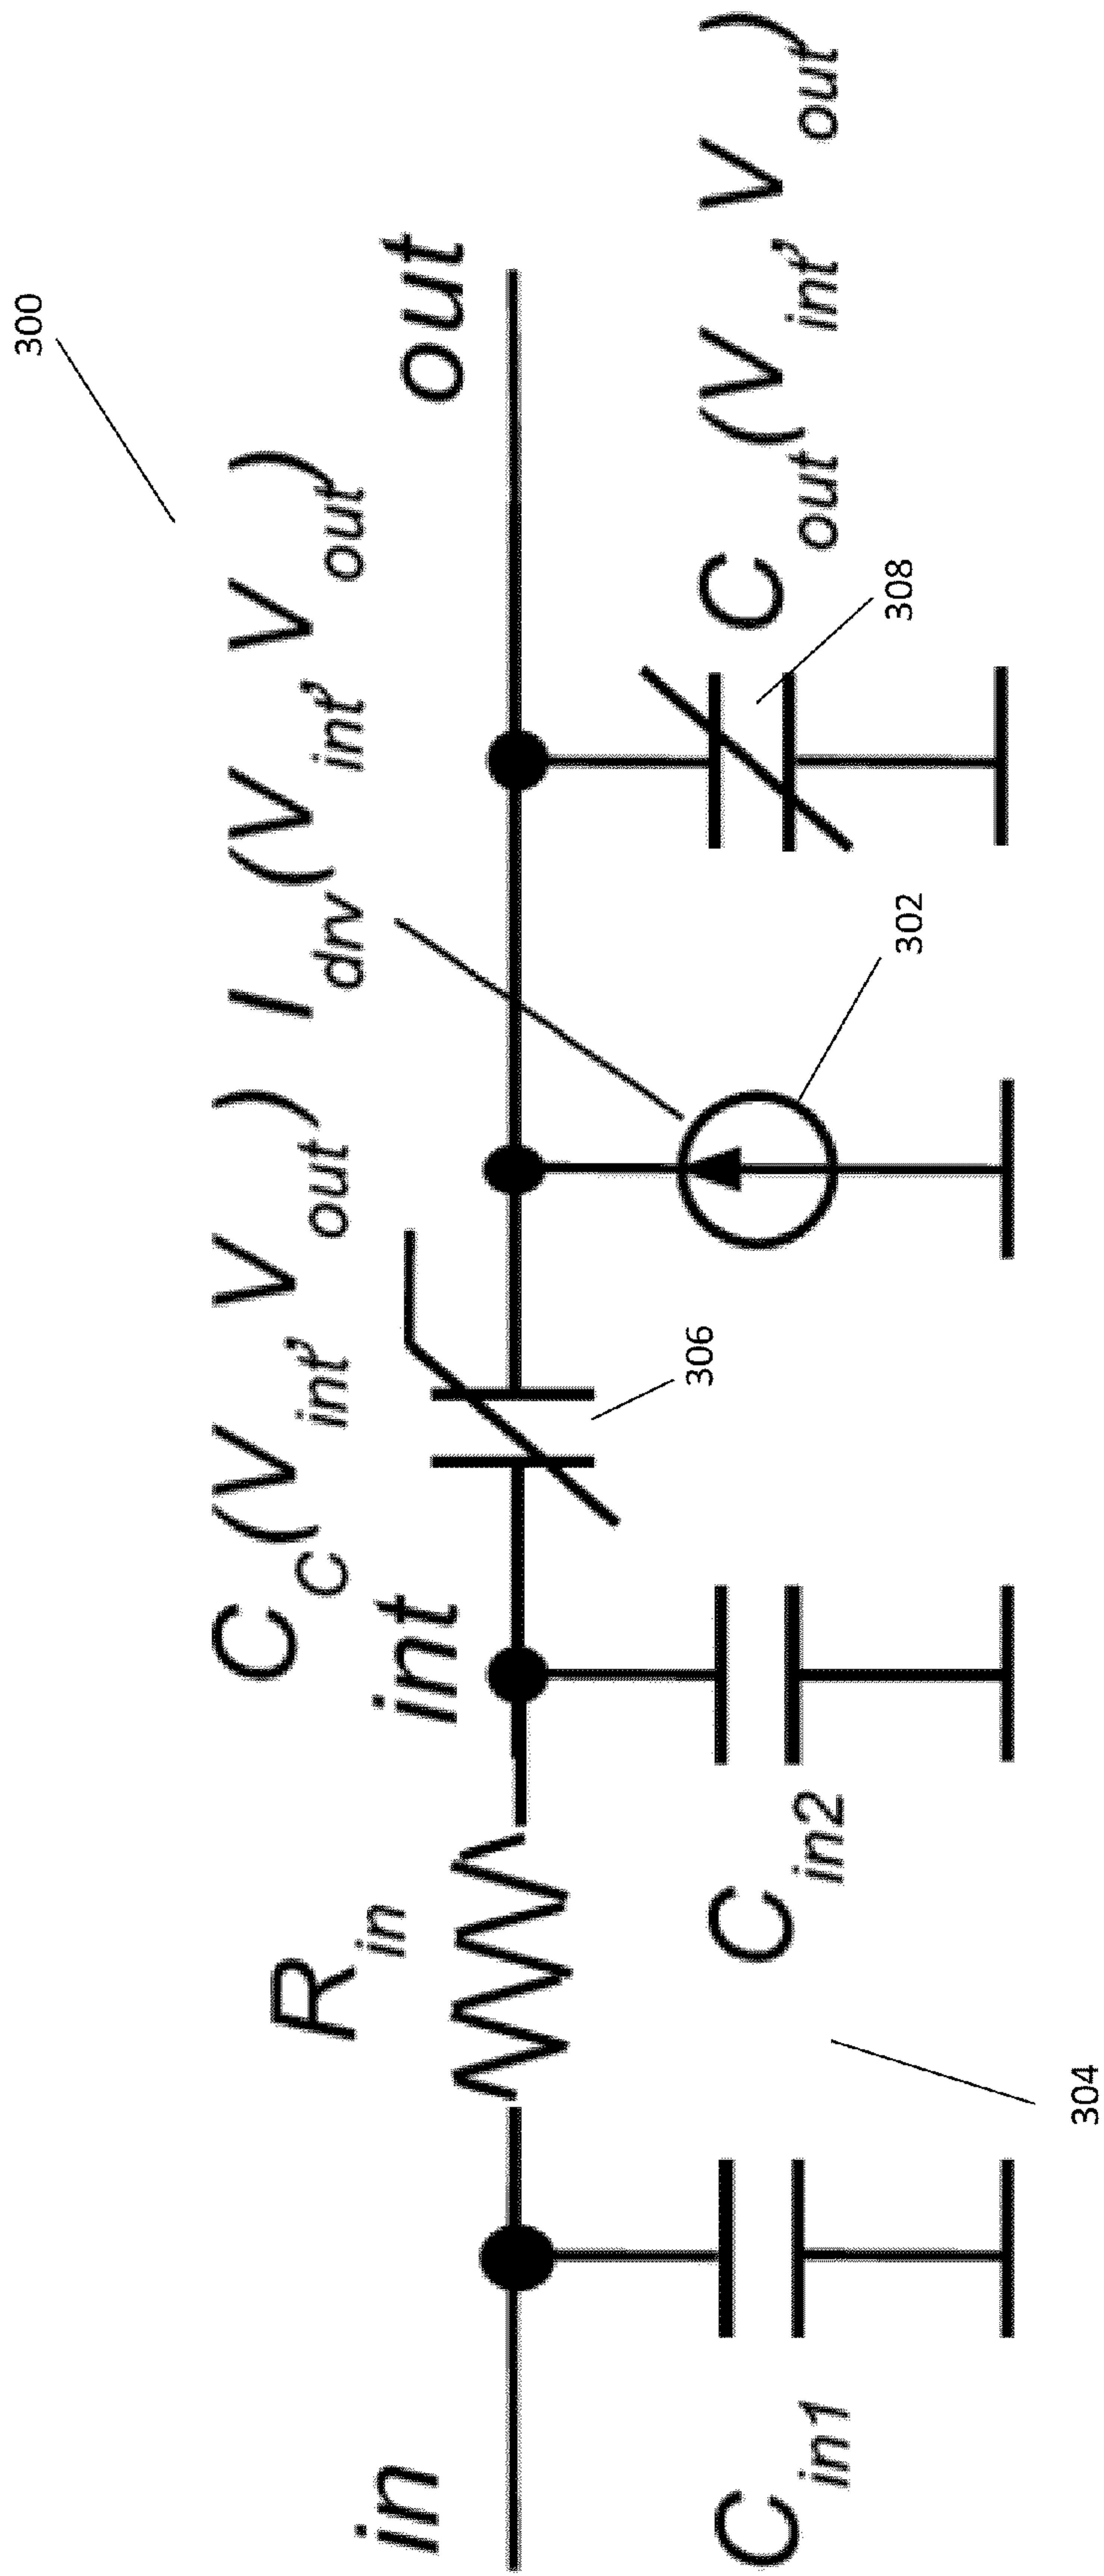 300
in
C_in1
R_in
C_in2
304
int
C_C(V_int, V_out)
306
I_drv(V_int, V_out)
302
out
C_out(V_int, V_out)
308